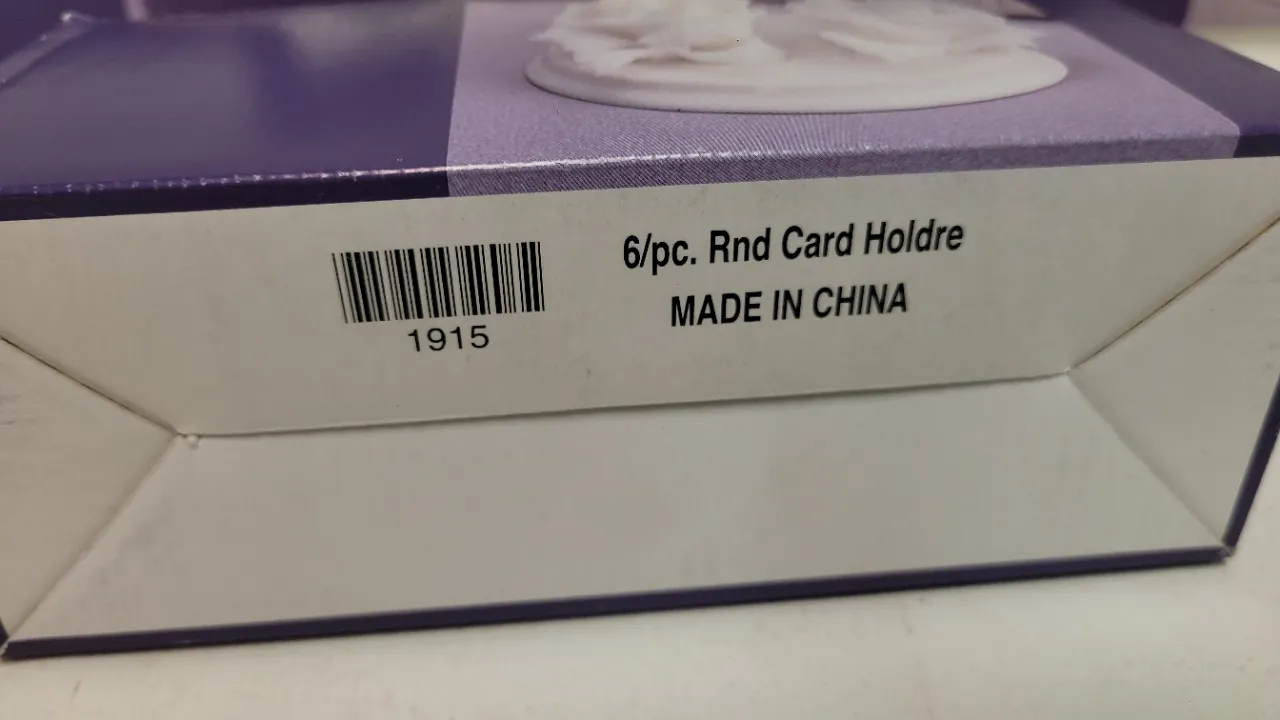 6/pc. Rnd Card Holdre
MADE IN CHINA
1915